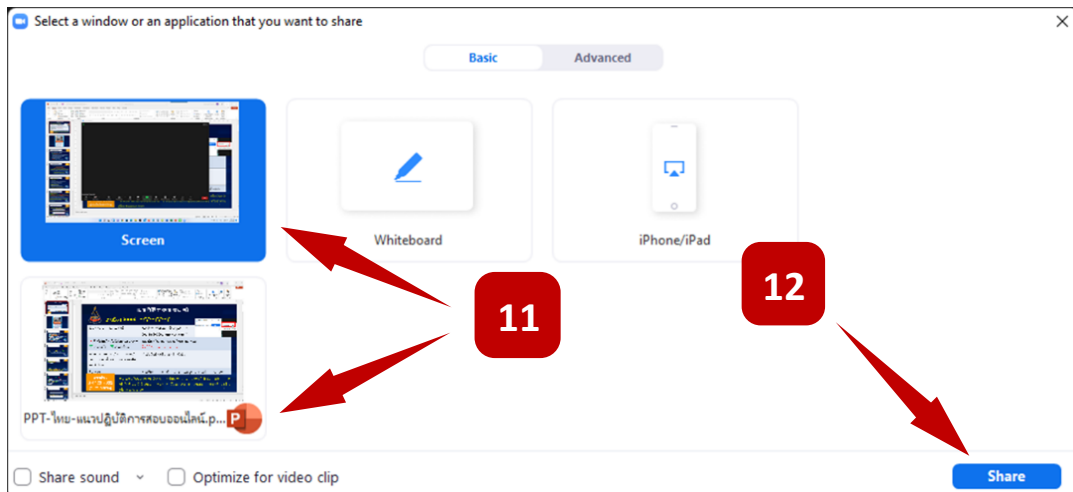 Select a window or an application that you want to share
Basic
Advanced
Screen
Whiteboard
iPhone/iPad
11
12
PPT-ไทย-แนวปฏิบัติการสอบออนไลน์.p...
P
Share sound
Optimize for video clip
Share